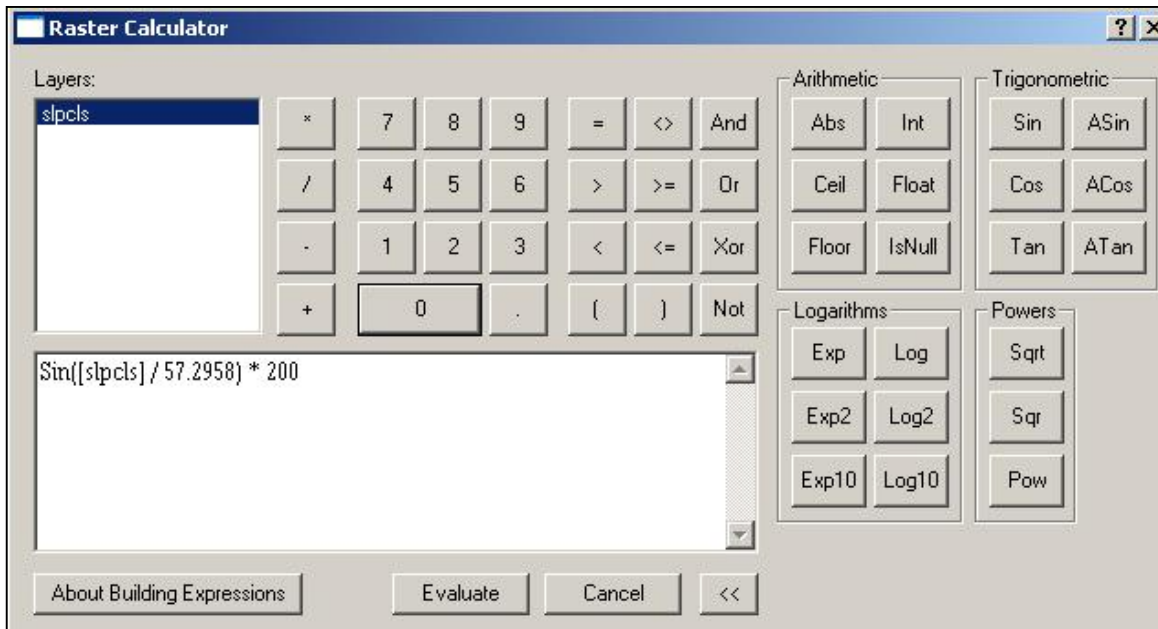 Raster Calculator
? ×
Layers:
slpcls
* 7 8 9 = <> And
/ 4 5 6 > >= Or
- 1 2 3 < <= Xor
+ 0 . ( ) Not
Arithmetic
Abs Int
Ceil Float
Floor IsNull
Trigonometric
Sin ASin
Cos ACos
Tan ATan
Logarithms
Exp Log
Exp2 Log2
Exp10 Log10
Powers
Sqrt
Sqr
Pow
Sin([slpcls] / 57.2958) * 200
About Building Expressions Evaluate Cancel <<